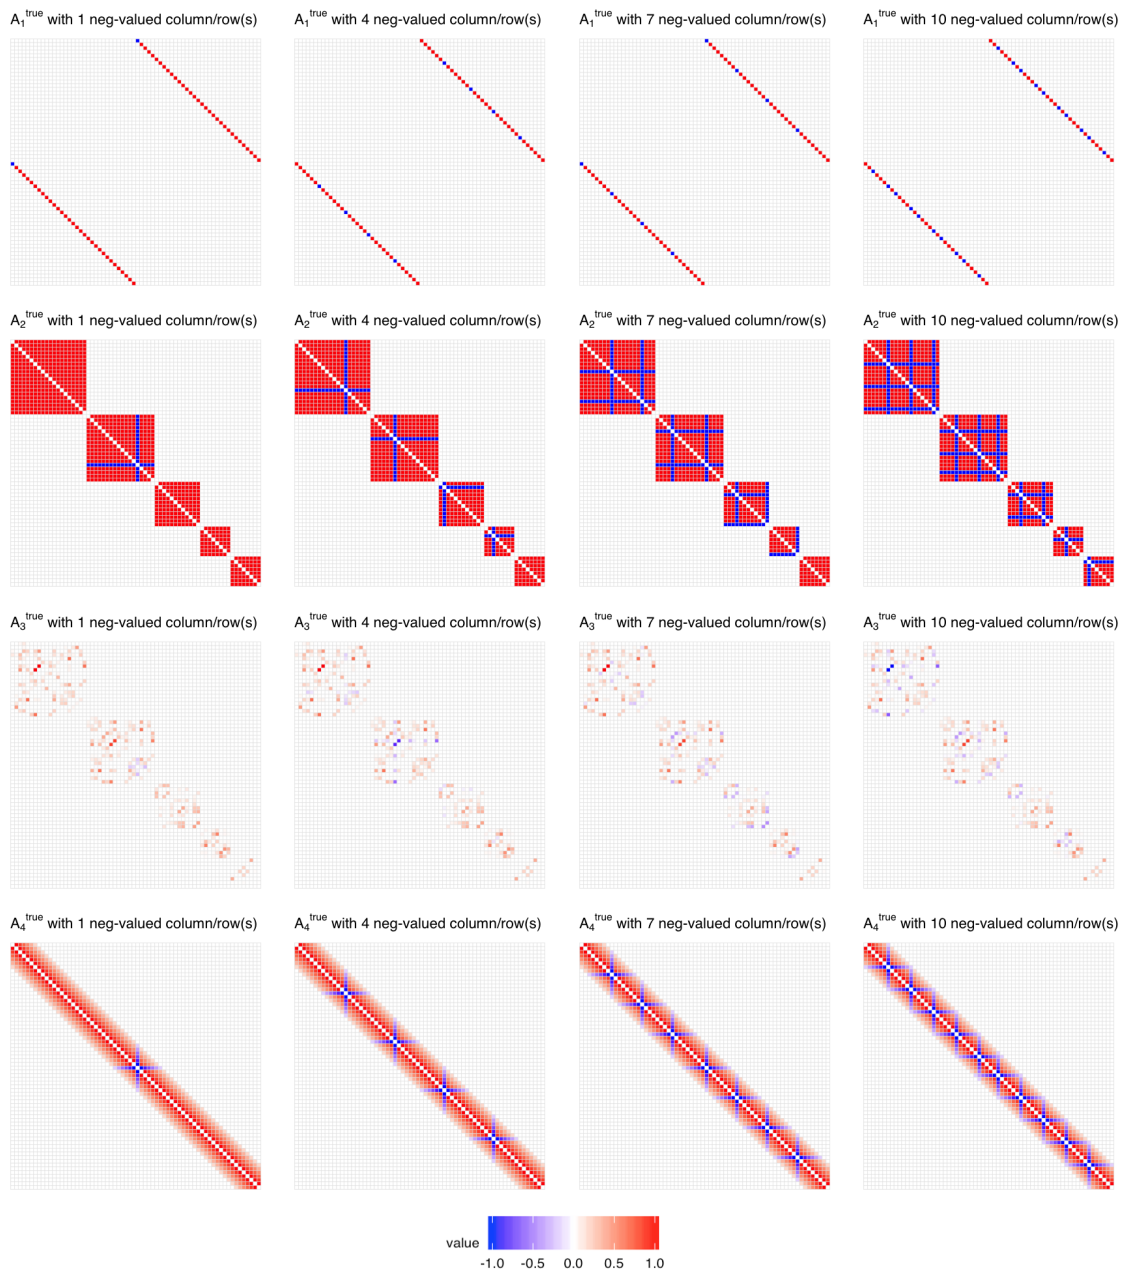 A₁ᵗʳᵘᵉ with 1 neg-valued column/row(s)
A₁ᵗʳᵘᵉ with 4 neg-valued column/row(s)
A₁ᵗʳᵘᵉ with 7 neg-valued column/row(s)
A₁ᵗʳᵘᵉ with 10 neg-valued column/row(s)
A₂ᵗʳᵘᵉ with 1 neg-valued column/row(s)
A₂ᵗʳᵘᵉ with 4 neg-valued column/row(s)
A₂ᵗʳᵘᵉ with 7 neg-valued column/row(s)
A₂ᵗʳᵘᵉ with 10 neg-valued column/row(s)
A₃ᵗʳᵘᵉ with 1 neg-valued column/row(s)
A₃ᵗʳᵘᵉ with 4 neg-valued column/row(s)
A₃ᵗʳᵘᵉ with 7 neg-valued column/row(s)
A₃ᵗʳᵘᵉ with 10 neg-valued column/row(s)
A₄ᵗʳᵘᵉ with 1 neg-valued column/row(s)
A₄ᵗʳᵘᵉ with 4 neg-valued column/row(s)
A₄ᵗʳᵘᵉ with 7 neg-valued column/row(s)
A₄ᵗʳᵘᵉ with 10 neg-valued column/row(s)
value
-1.0 -0.5 0.0 0.5 1.0